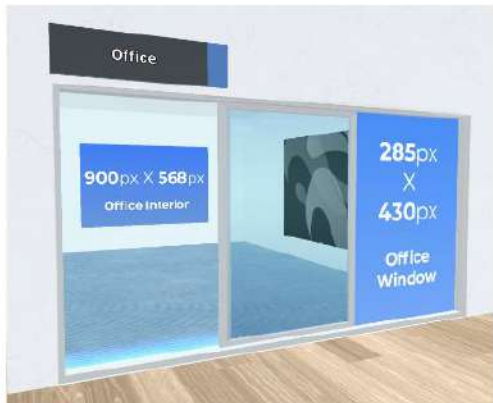 Office
900px X 568px
Office Interior
285px
X
430px
Office
Window